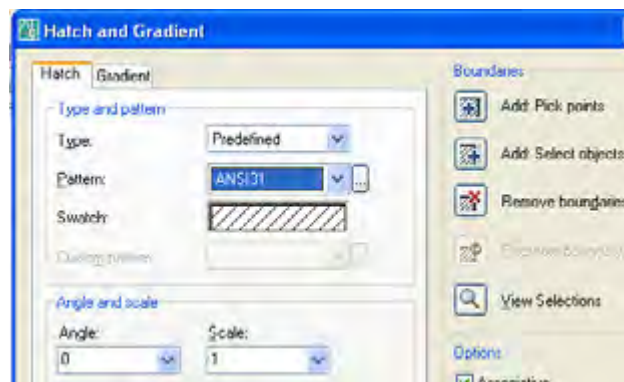 Hatch and Gradient
Hatch
Gradient
Type and pattern
Type:
Predefined
Pattern:
ANSI31
...
Swatch:
Custom pattern:
Angle and scale
Angle:
Scale:
0
1
Boundaries
Add: Pick points
Add: Select objects
Remove boundaries
View Selections
Options
Associative